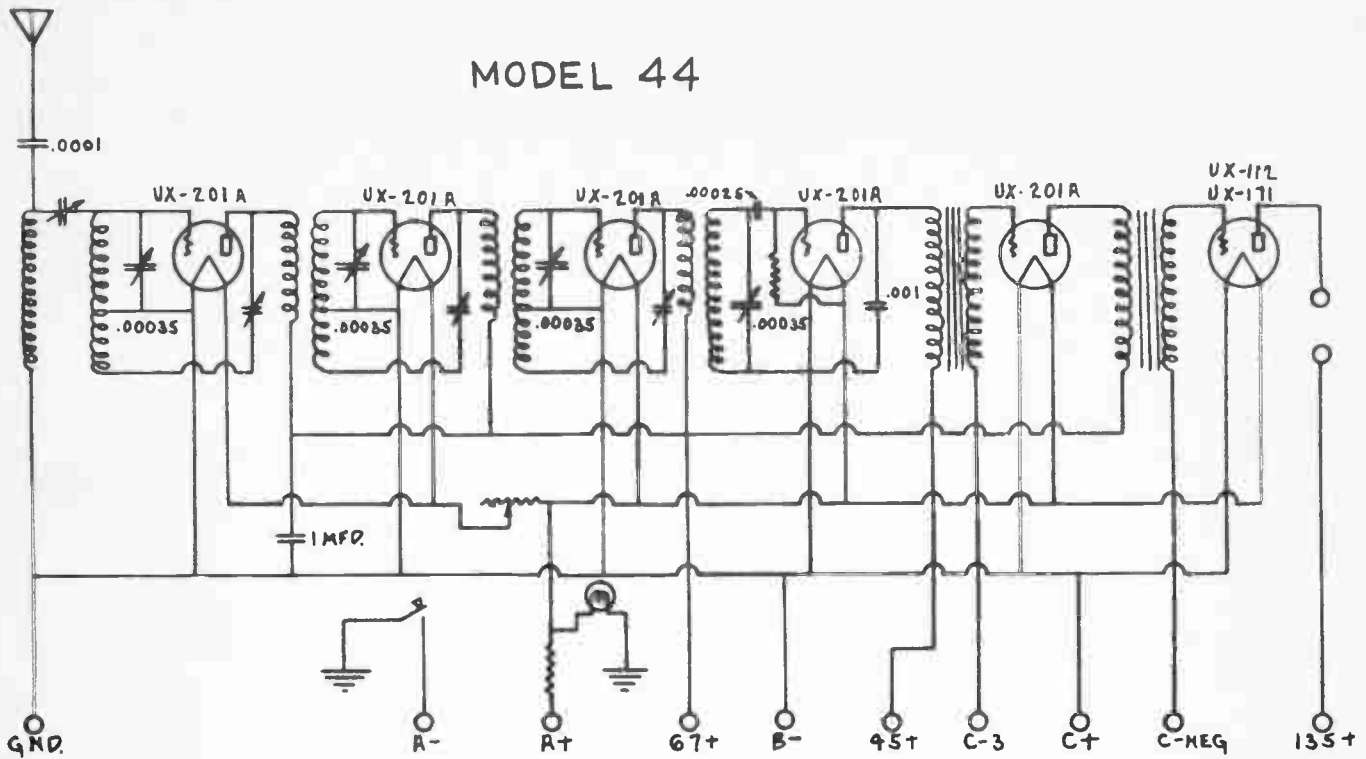 MODEL 44
.0001
UX-201A
UX-201A
UX-201A
.00025
UX-201A
UX-201A
UX-112
UX-171
.00035
.00035
.00035
.00035
.001
1 MFD.
GND.
A-
A+
67+
B-
45+
C-3
C+
C-NEG
135+